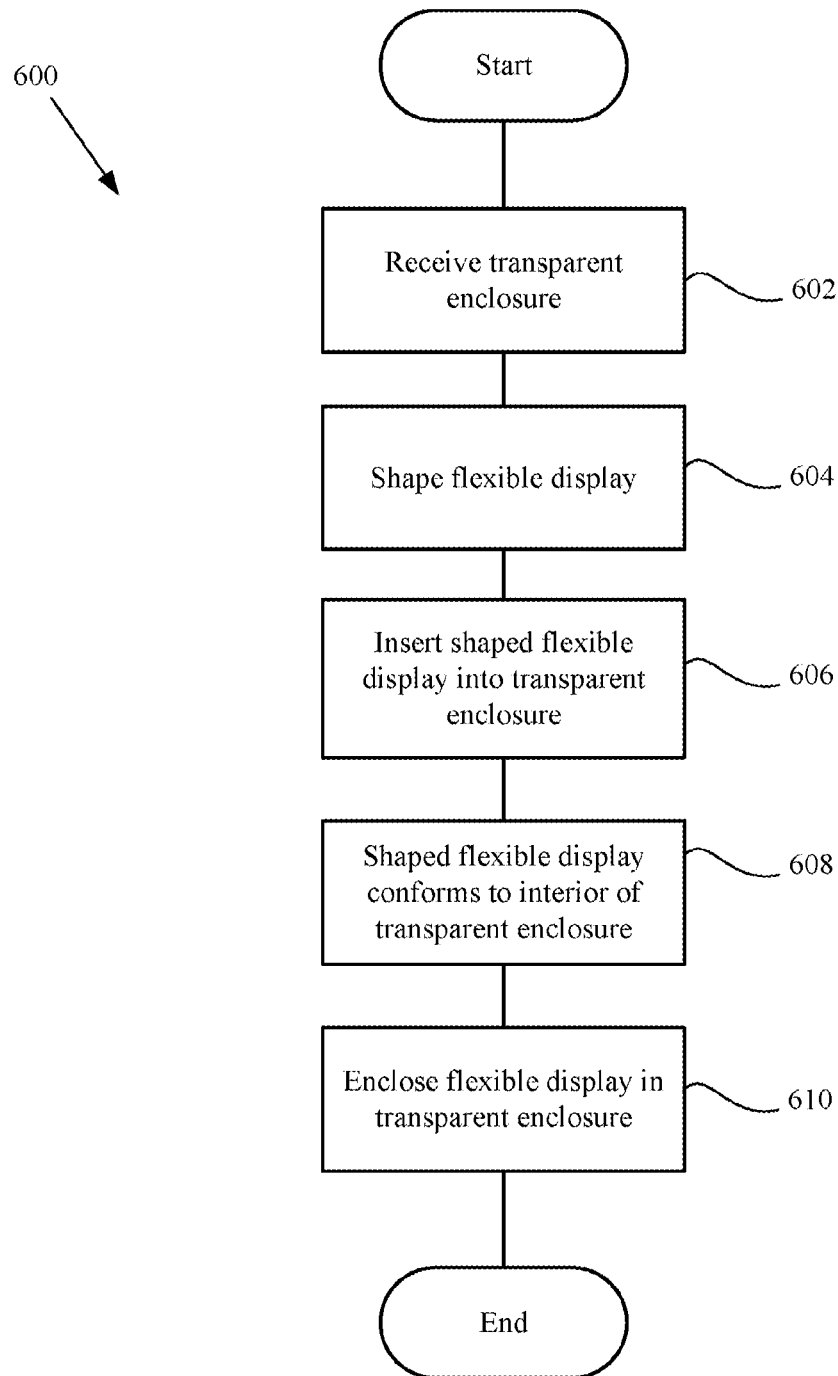 600
Start
Receive transparent
enclosure
602
Shape flexible display
604
Insert shaped flexible
display into transparent
enclosure
606
Shaped flexible display
conforms to interior of
transparent enclosure
608
Enclose flexible display in
transparent enclosure
610
End